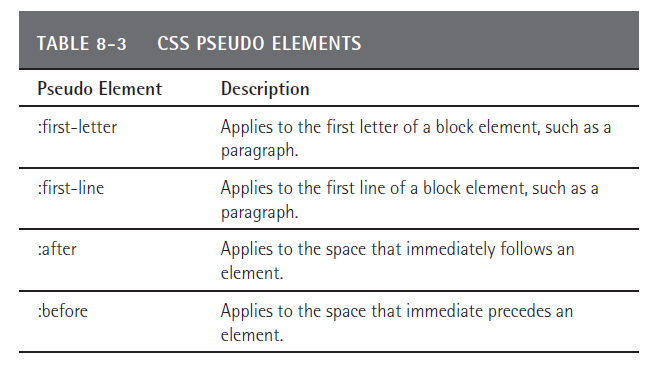 TABLE 8-3 CSS PSEUDO ELEMENTS
Pseudo Element Description
:first-letter Applies to the first letter of a block element, such as a
paragraph.
:first-line Applies to the first line of a block element, such as a
paragraph.
:after Applies to the space that immediately follows an
element.
:before Applies to the space that immediate precedes an
element.